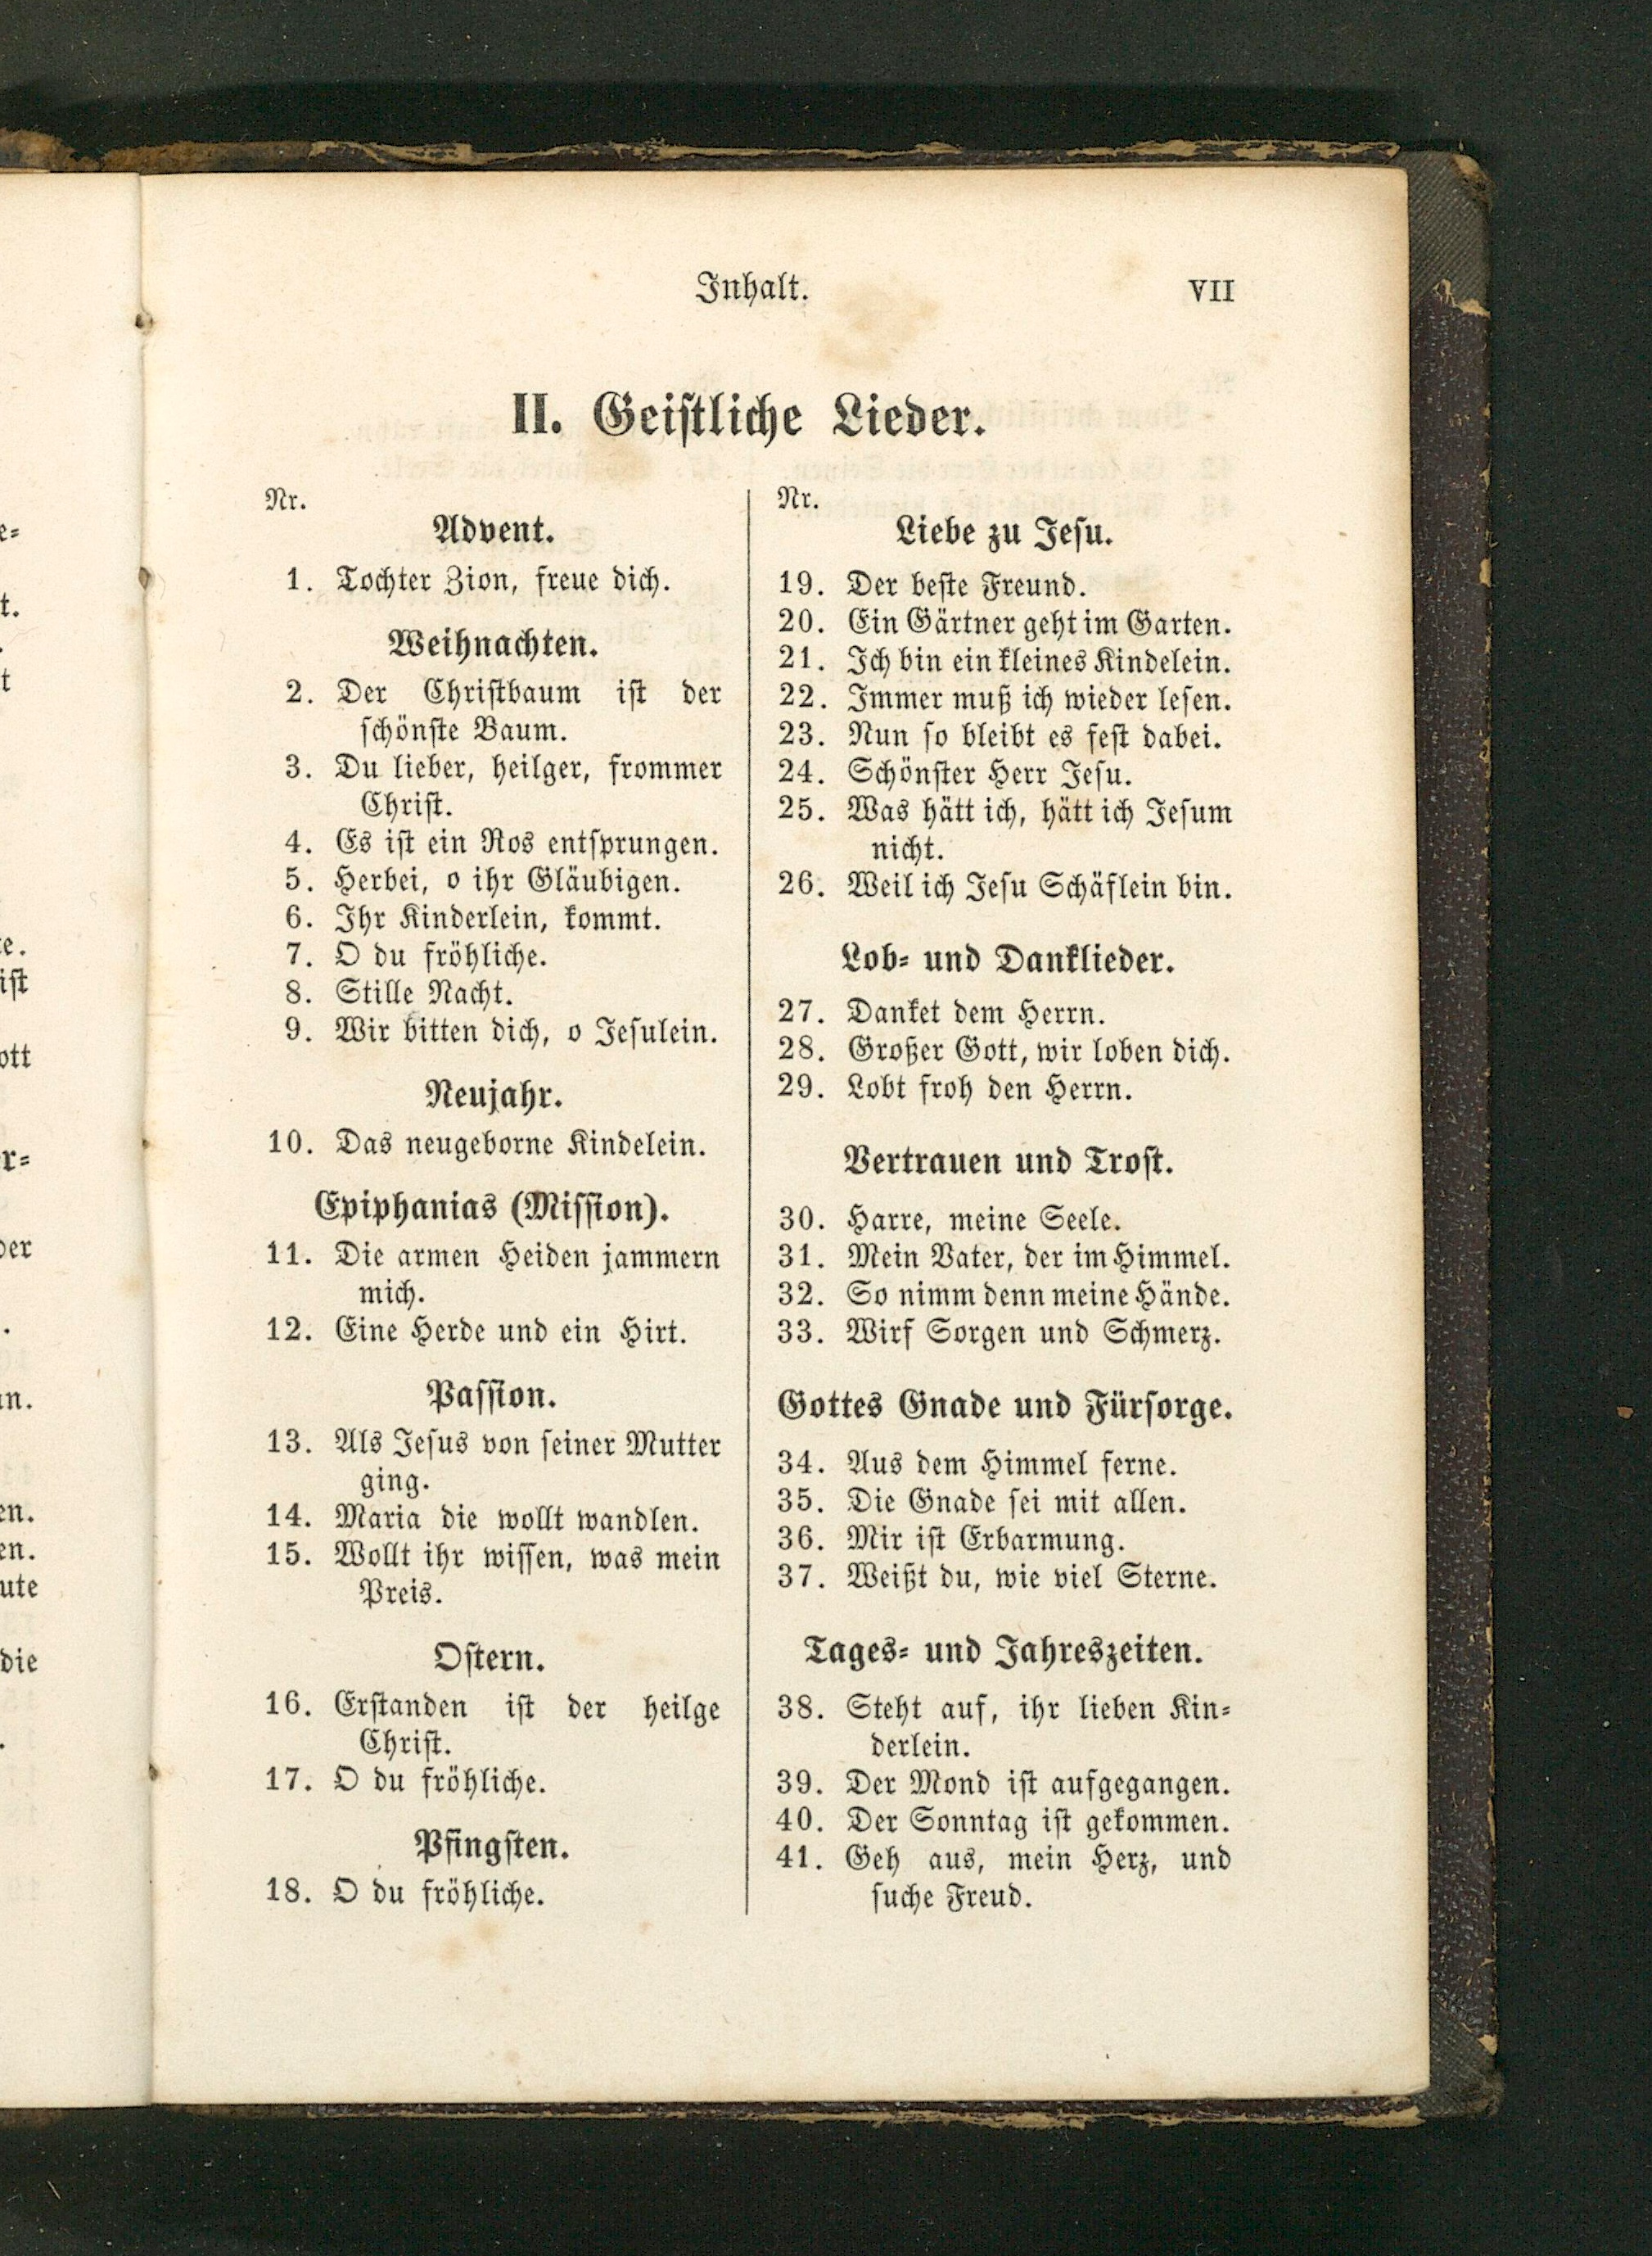 Inhalt. VII
II. Geistliche Lieder.
Nr.
Advent.
1. Tochter Zion, freue dich.
Weihnachten.
2. Der Christbaum ist der
schönste Baum.
3. Du lieber, heilger, frommer
Christ.
4. Es ist ein Ros entsprungen.
5. Herbei, o ihr Gläubigen.
6. Ihr Kinderlein, kommt.
7. O du fröhliche.
8. Stille Nacht.
9. Wir bitten dich, o Jesulein.
Neujahr.
10. Das neugeborne Kindelein.
Epiphanias (Mission).
11. Die armen Heiden jammern
mich.
12. Eine Herde und ein Hirt.
Passion.
13. Als Jesus von seiner Mutter
ging.
14. Maria die wollt wandlen.
15. Wollt ihr wissen, was mein
Preis.
Ostern.
16. Erstanden ist der heilge
Christ.
17. O du fröhliche.
Pfingsten.
18. O du fröhliche.
Nr.
Liebe zu Jesu.
19. Der beste Freund.
20. Ein Gärtner geht im Garten.
21. Ich bin ein kleines Kindelein.
22. Immer muß ich wieder lesen.
23. Nun so bleibt es fest dabei.
24. Schönster Herr Jesu.
25. Was hätt ich, hätt ich Jesum
nicht.
26. Weil ich Jesu Schäflein bin.
Lob- und Danklieder.
27. Danket dem Herrn.
28. Großer Gott, wir loben dich.
29. Lobt froh den Herrn.
Vertrauen und Trost.
30. Harre, meine Seele.
31. Mein Vater, der im Himmel.
32. So nimm denn meine Hände.
33. Wirf Sorgen und Schmerz.
Gottes Gnade und Fürsorge.
34. Aus dem Himmel ferne.
35. Die Gnade sei mit allen.
36. Mir ist Erbarmung.
37. Weißt du, wie viel Sterne.
Tages- und Jahreszeiten.
38. Steht auf, ihr lieben Kin-
derlein.
39. Der Mond ist aufgegangen.
40. Der Sonntag ist gekommen.
41. Geh aus, mein Herz, und
suche Freud.